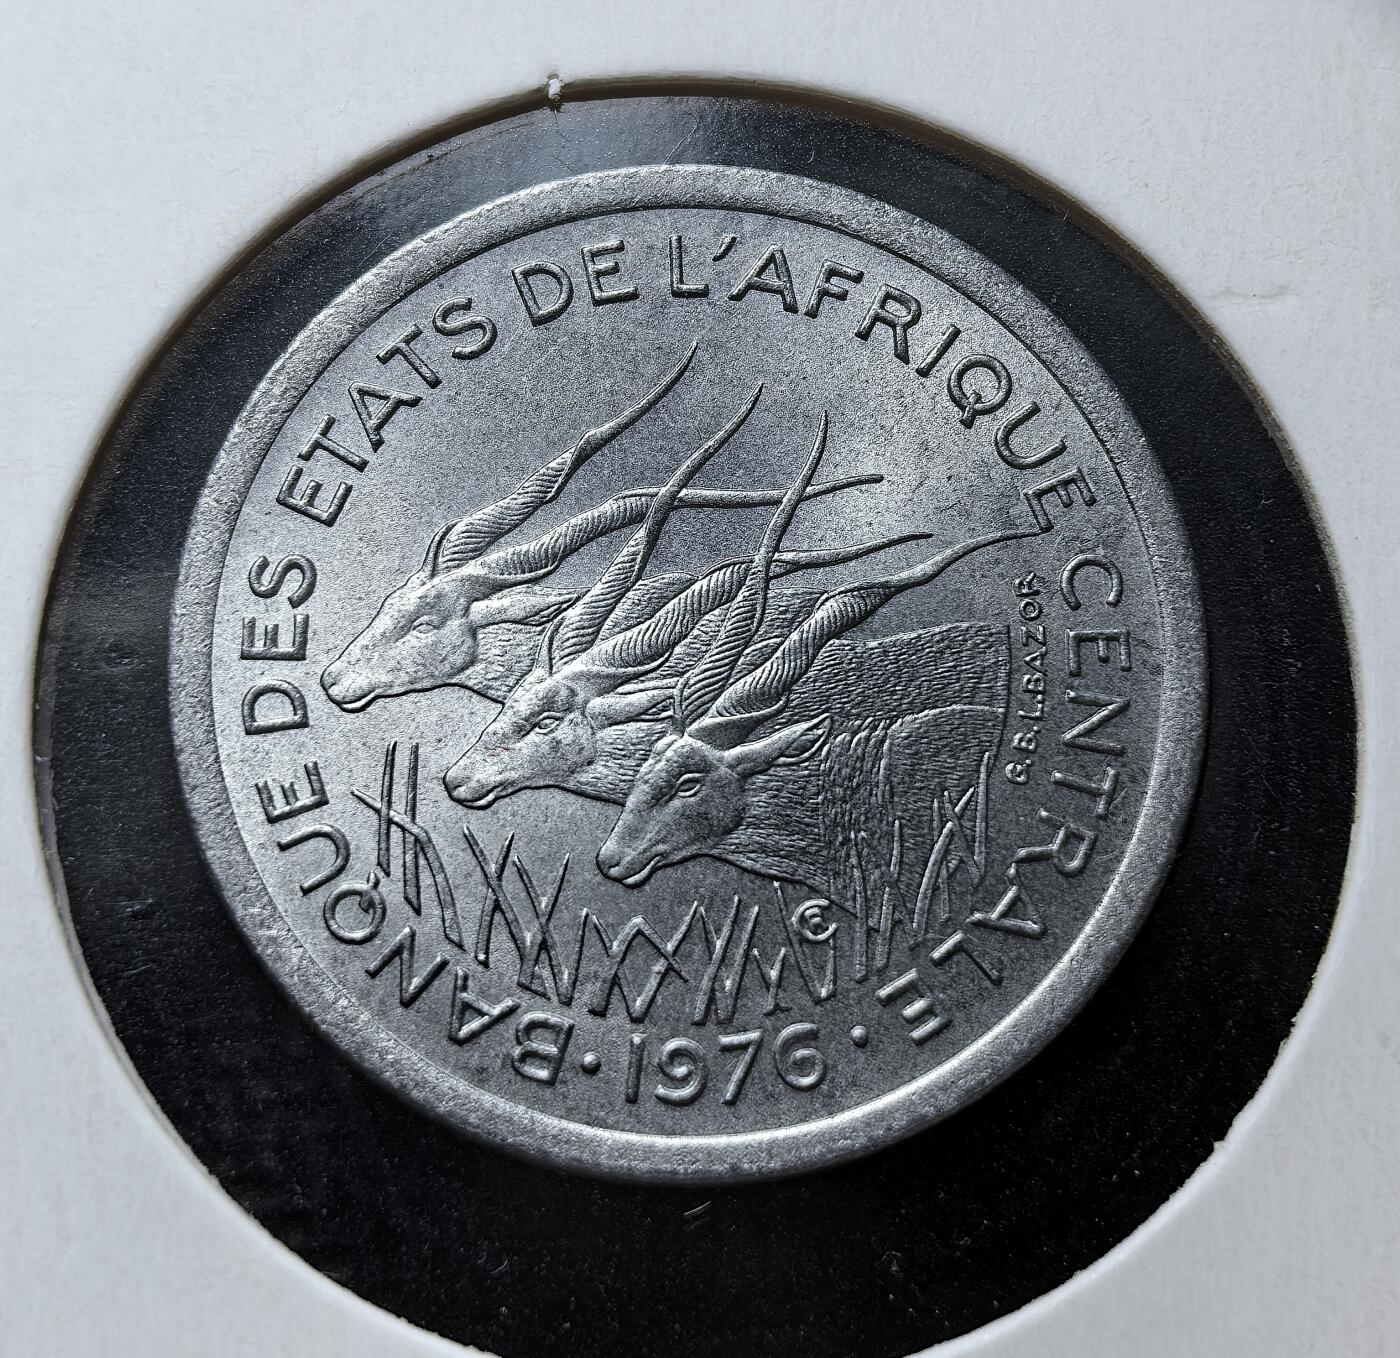 BANQUE DES ETATS DE L'AFRIQUE CENTRALE
G.B.L.BAZOR
• 1976 •